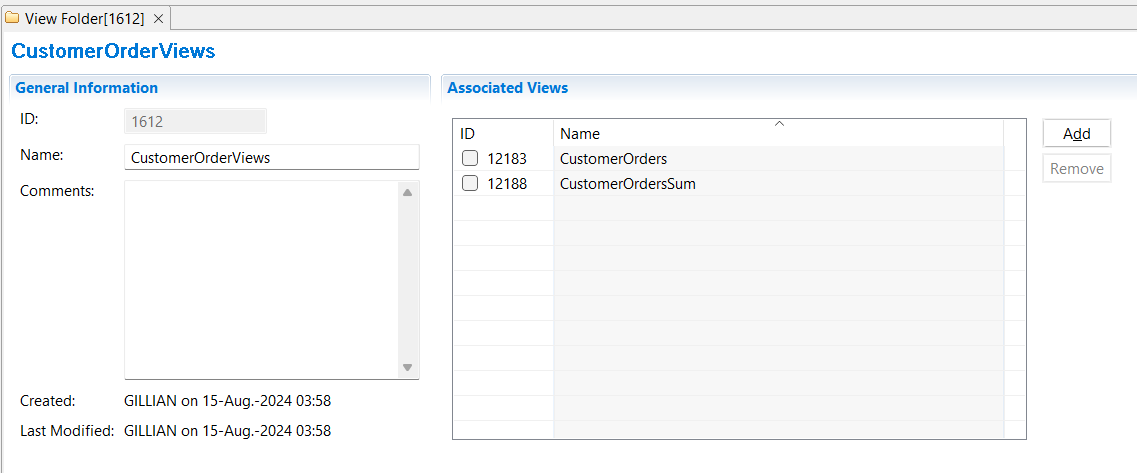 View Folder[1612]
CustomerOrderViews
General Information
ID: 1612
Name: CustomerOrderViews
Comments:
Created: GILLIAN on 15-Aug.-2024 03:58
Last Modified: GILLIAN on 15-Aug.-2024 03:58
Associated Views
ID Name
12183 CustomerOrders
12188 CustomerOrdersSum
Add
Remove